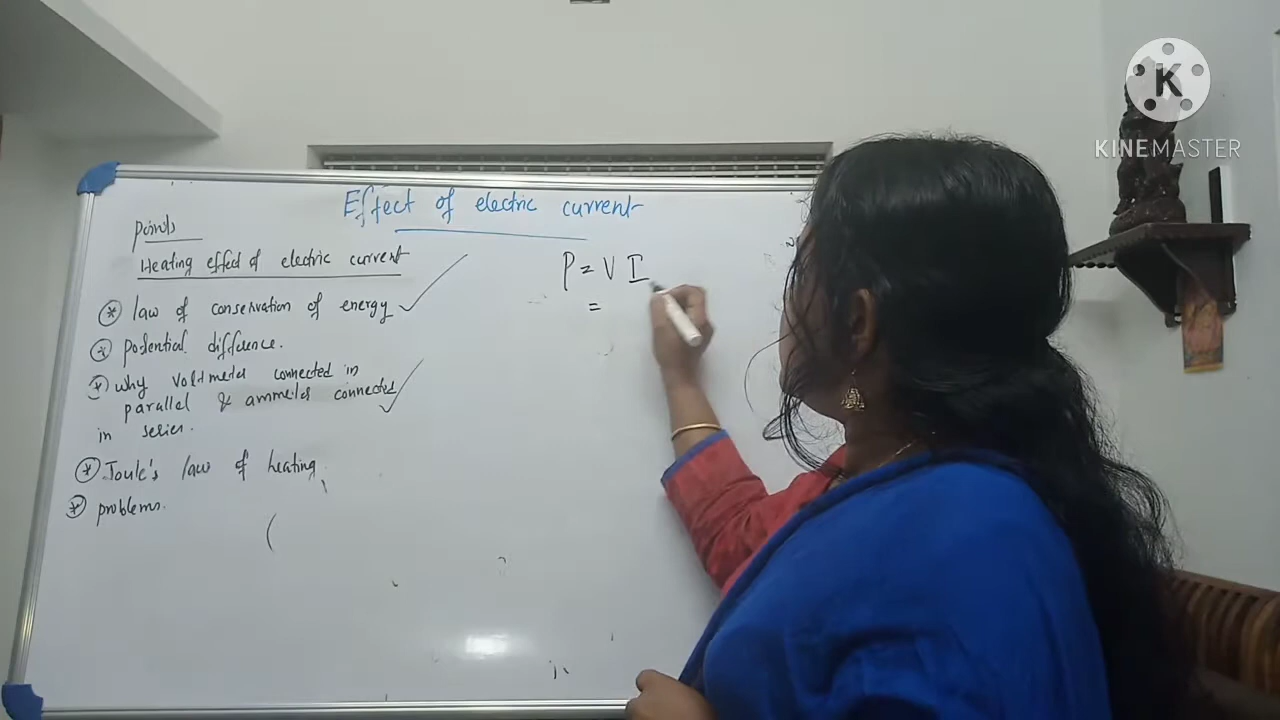 Effect of electric current
points
Heating effect of electric current
law of conservation of energy
potential difference.
why voltmeter connected in
parallel & ammeter connected
in series.
Joule's law of heating
problems.
P = V I
=
K
KINEMASTER